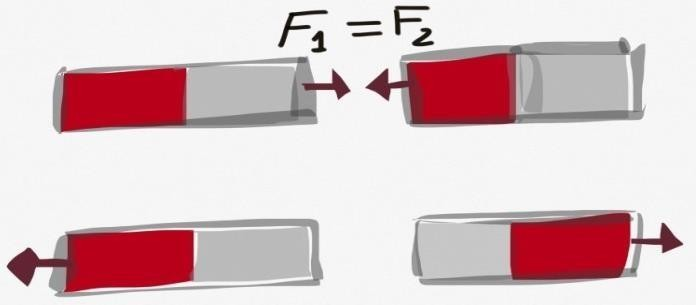 F₁ = F₂